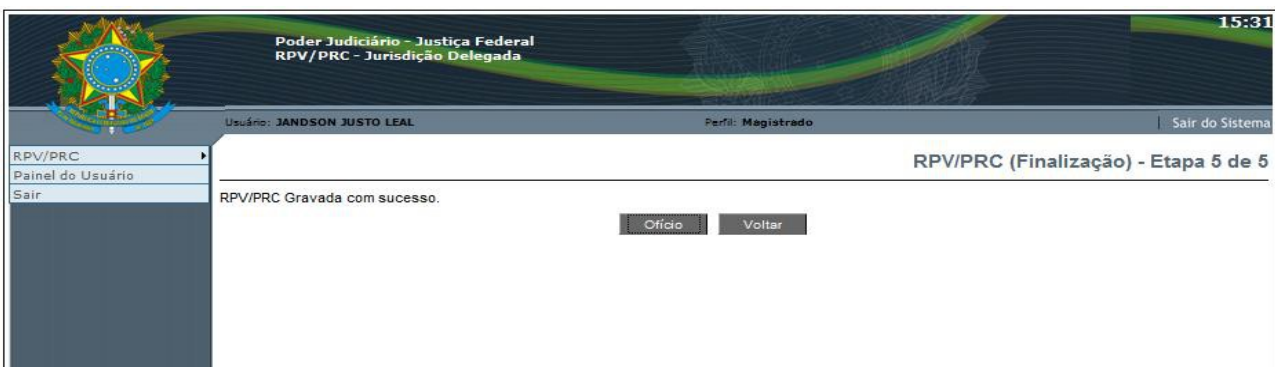 15:31
Poder Judiciário - Justiça Federal
RPV/PRC - Jurisdição Delegada
Usuário: JANDSON JUSTO LEAL Perfil: Magistrado | Sair do Sistema
RPV/PRC
Painel do Usuário
Sair
RPV/PRC (Finalização) - Etapa 5 de 5
RPV/PRC Gravada com sucesso.
Ofício Voltar